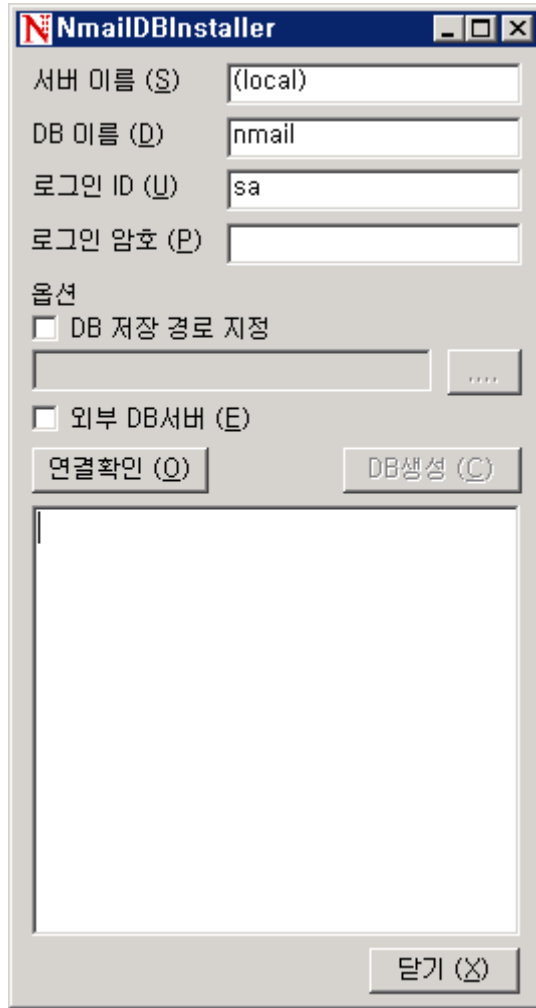 NmailDBInstaller
서버 이름 (S) (local)
DB 이름 (D) nmail
로그인 ID (U) sa
로그인 암호 (P)
옵션
DB 저장 경로 지정
....
외부 DB서버 (E)
연결확인 (O) DB생성 (C)
닫기 (X)